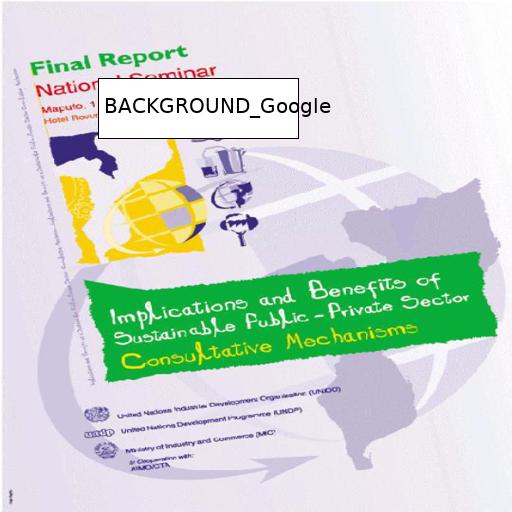 Final Report
National Seminar
BACKGROUND_Google
Maputo, 1
Hotel Rovu
Implications and Benefits of
Sustainable Public - Private Sector
Consultative Mechanisms
United Nations Industrial Development Organisation (UNIDO)
undp United Nations Development Programme (UNDP)
Ministry of Industry and Commerce (MIC)
In Cooperation with:
AIMO/CTA